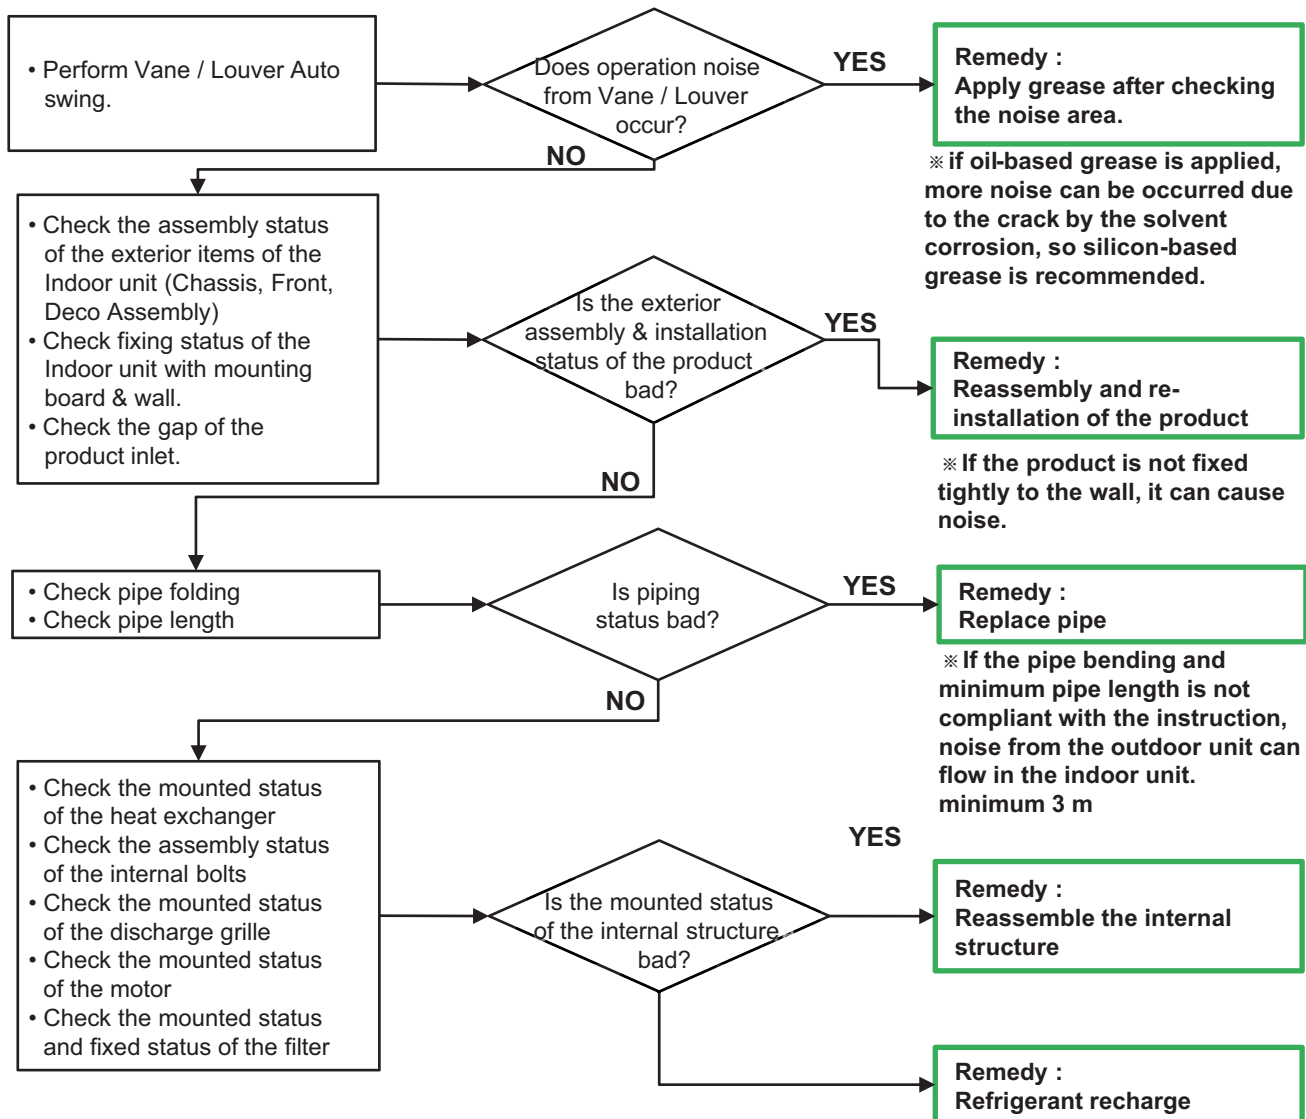 • Perform Vane / Louver Auto
swing.
Does operation noise
from Vane / Louver
occur?
YES
Remedy :
Apply grease after checking
the noise area.
※ if oil-based grease is applied,
more noise can be occurred due
to the crack by the solvent
corrosion, so silicon-based
grease is recommended.
NO
• Check the assembly status
of the exterior items of the
Indoor unit (Chassis, Front,
Deco Assembly)
• Check fixing status of the
Indoor unit with mounting
board & wall.
• Check the gap of the
product inlet.
Is the exterior
assembly & installation
status of the product
bad?
YES
Remedy :
Reassembly and re-
installation of the product
※ If the product is not fixed
tightly to the wall, it can cause
noise.
NO
• Check pipe folding
• Check pipe length
Is piping
status bad?
YES
Remedy :
Replace pipe
※ If the pipe bending and
minimum pipe length is not
compliant with the instruction,
noise from the outdoor unit can
flow in the indoor unit.
minimum 3 m
NO
• Check the mounted status
of the heat exchanger
• Check the assembly status
of the internal bolts
• Check the mounted status
of the discharge grille
• Check the mounted status
of the motor
• Check the mounted status
and fixed status of the filter
Is the mounted status
of the internal structure
bad?
YES
Remedy :
Reassemble the internal
structure
Remedy :
Refrigerant recharge